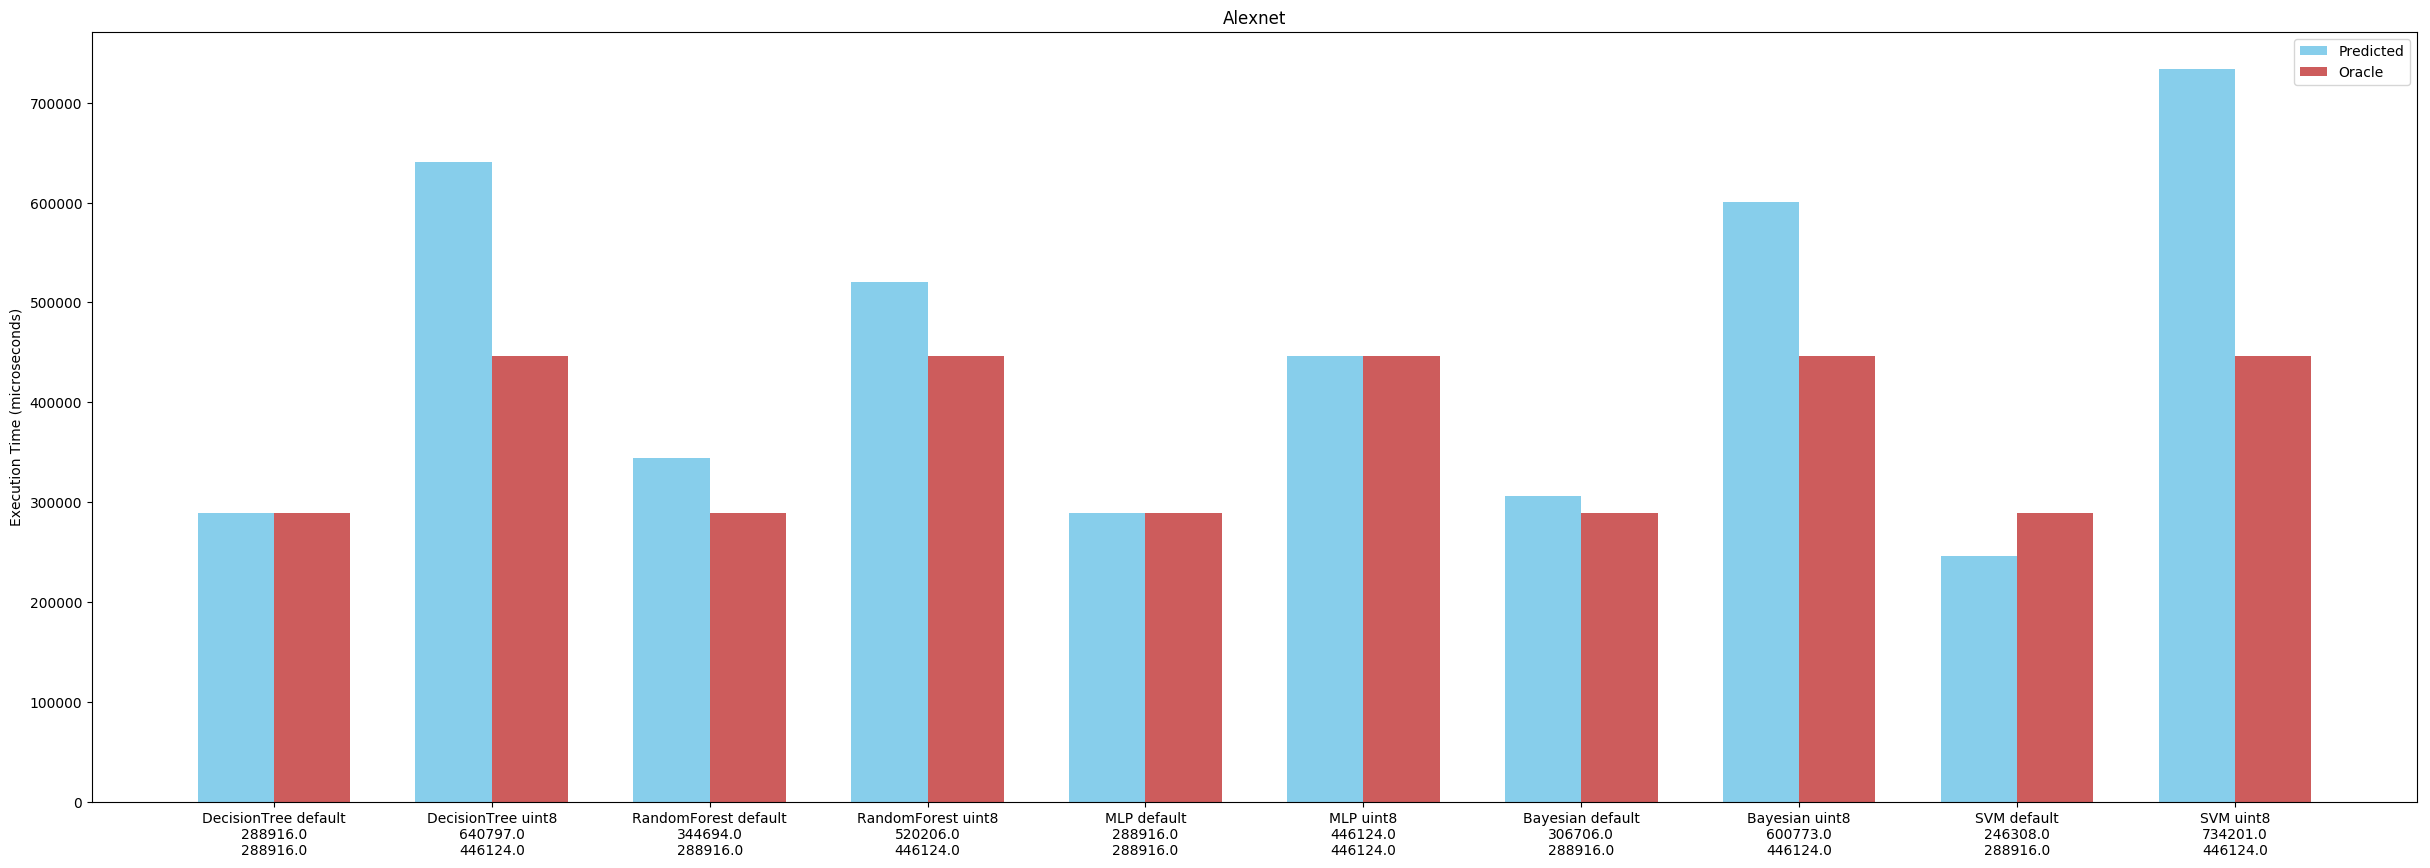 Alexnet
Predicted
Oracle
Execution Time (microseconds)
700000
600000
500000
400000
300000
200000
100000
0
DecisionTree default
288916.0
288916.0
DecisionTree uint8
640797.0
446124.0
RandomForest default
344694.0
288916.0
RandomForest uint8
520206.0
446124.0
MLP default
288916.0
288916.0
MLP uint8
446124.0
446124.0
Bayesian default
306706.0
288916.0
Bayesian uint8
600773.0
446124.0
SVM default
246308.0
288916.0
SVM uint8
734201.0
446124.0